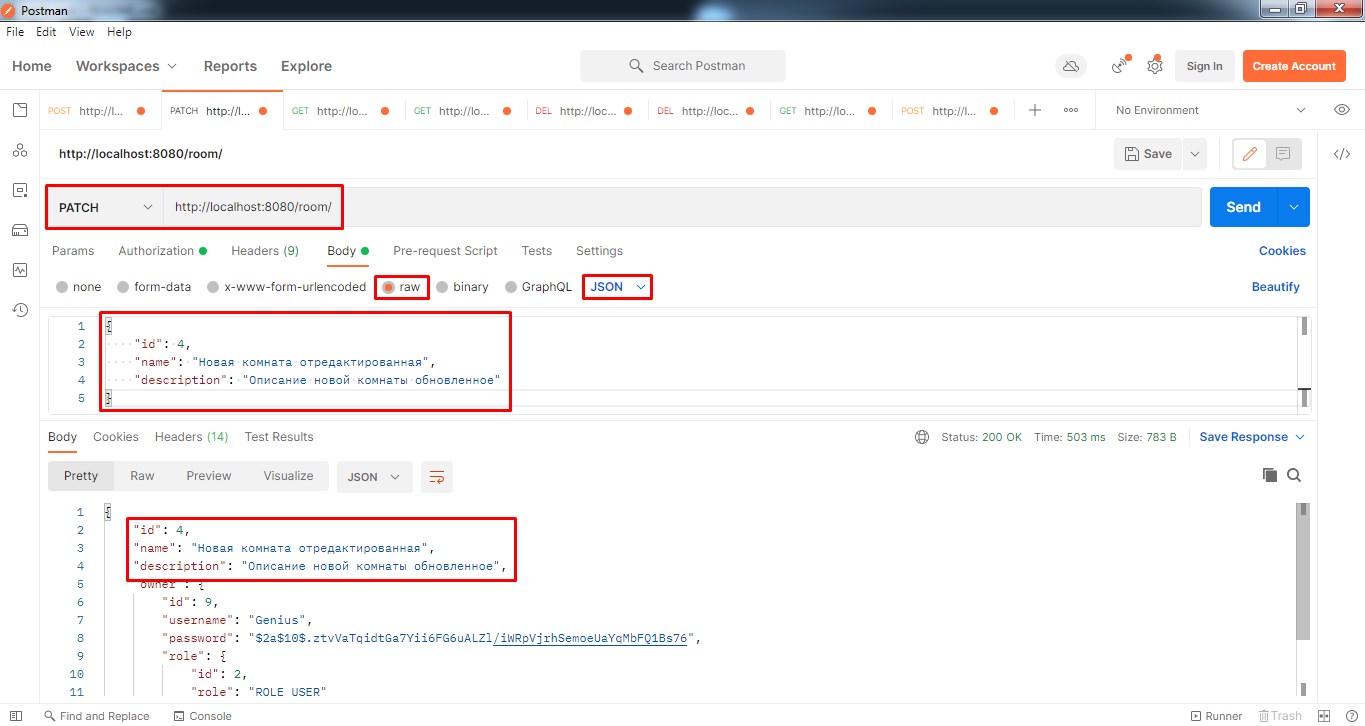 Postman
File Edit View Help
Home Workspaces Reports Explore Search Postman Sign In Create Account
POST http://l... PATCH http://l... GET http://lo... GET http://lo... DEL http://loc... DEL http://loc... GET http://loc... POST http://l... No Environment
http://localhost:8080/room/ Save
PATCH http://localhost:8080/room/ Send
Params Authorization Headers (9) Body Pre-request Script Tests Settings Cookies
none form-data x-www-form-urlencoded raw binary GraphQL JSON Beautify
1 {
2 "id": 4,
3 "name": "Новая комната отредактированная",
4 "description": "Описание новой комнаты обновленное"
5 }
Body Cookies Headers (14) Test Results Status: 200 OK Time: 503 ms Size: 783 B Save Response
Pretty Raw Preview Visualize JSON
1 {
2 "id": 4,
3 "name": "Новая комната отредактированная",
4 "description": "Описание новой комнаты обновленное",
5 "owner": {
6 "id": 9,
7 "username": "Genius",
8 "password": "$2a$10$.ztvVaTqidtGa7Yii6FG6uALZl/iWRpVjrhSemoeUaYqMbFQ1Bs76",
9 "role": {
10 "id": 2,
11 "role": "ROLE_USER"
Find and Replace Console Runner Trash